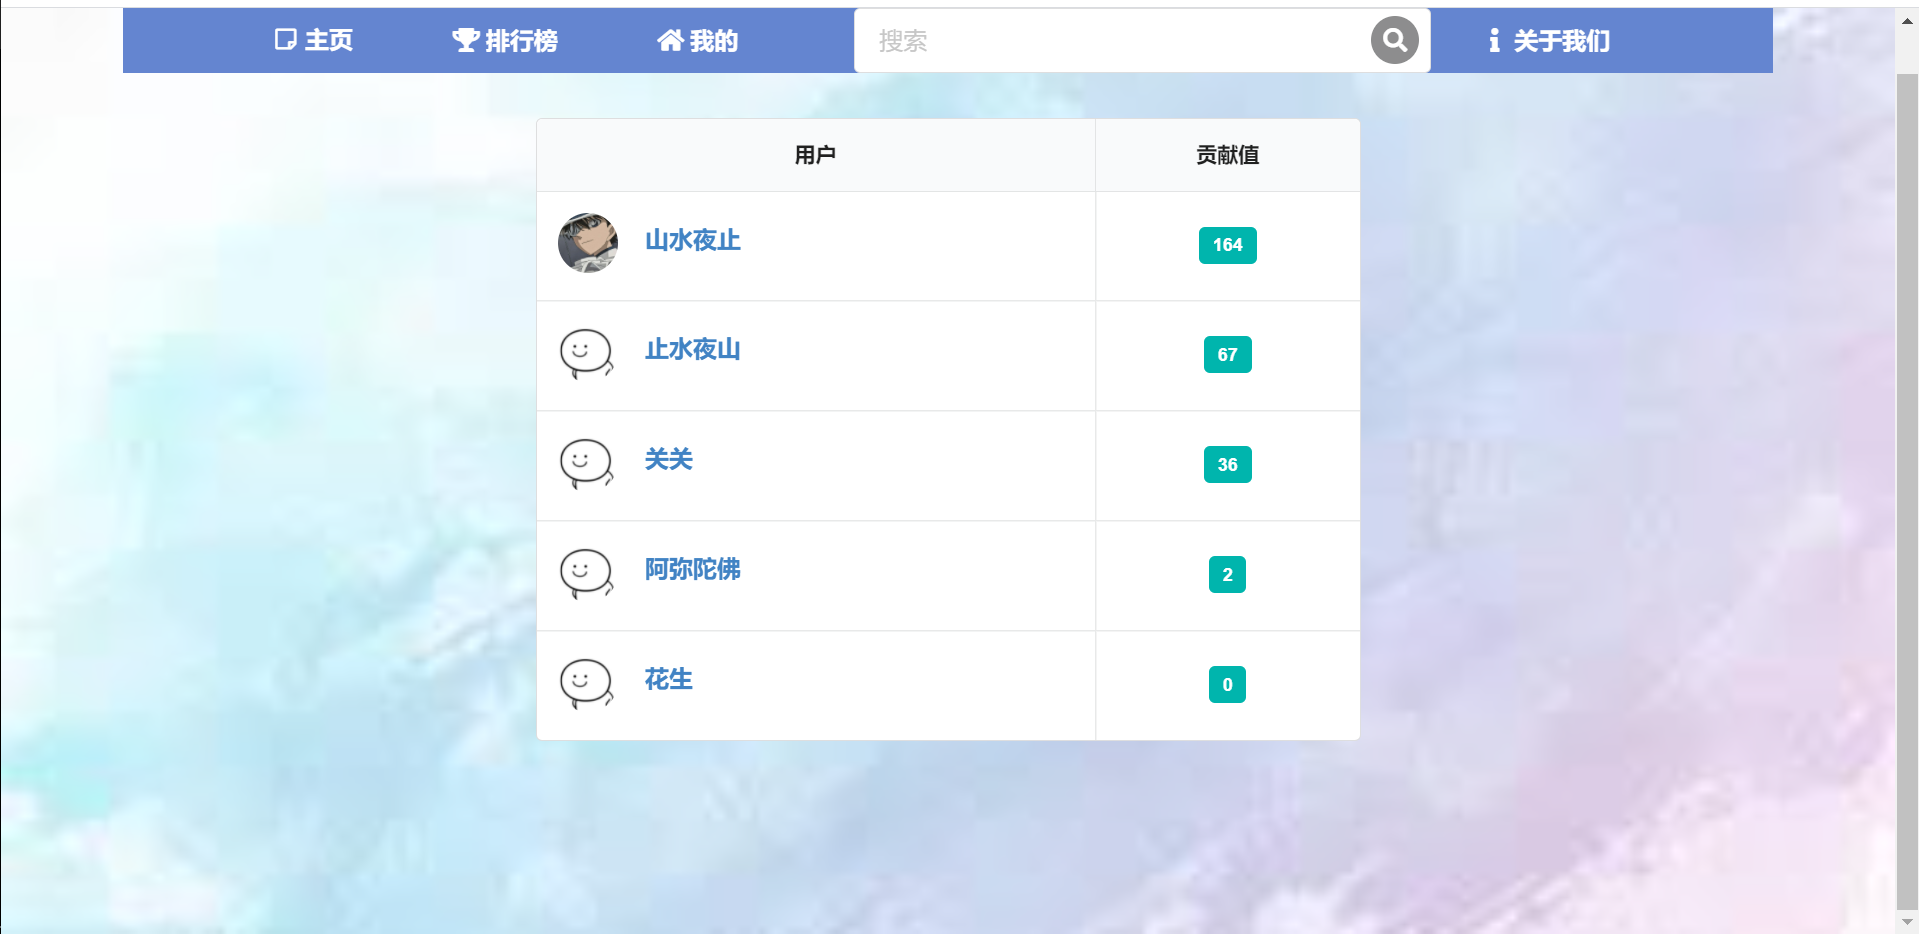 主页 排行榜 我的 搜索 关于我们
用户 贡献值
山水夜止 164
止水夜山 67
关关 36
阿弥陀佛 2
花生 0